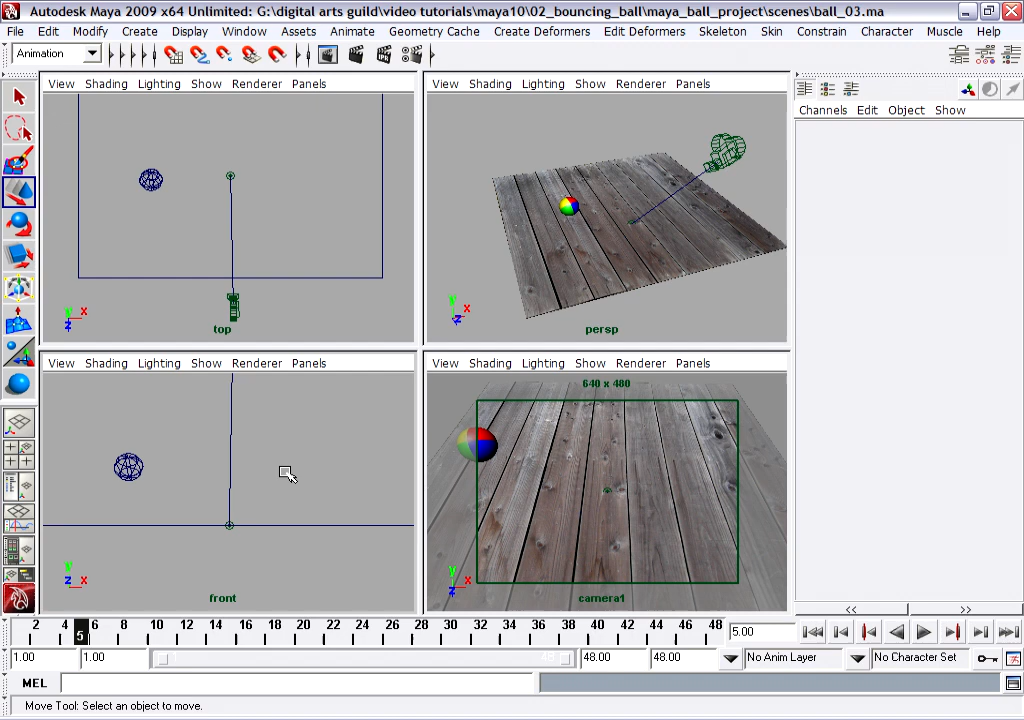 Autodesk Maya 2009 x64 Unlimited: G:\digital arts guild\video tutorials\maya10\02_bouncing_ball\maya_ball_project\scenes\ball_03.ma
File Edit Modify Create Display Window Assets Animate Geometry Cache Create Deformers Edit Deformers Skeleton Skin Constrain Character Muscle Help
Animation
View Shading Lighting Show Renderer Panels
View Shading Lighting Show Renderer Panels
Channels Edit Object Show
y x z
top
y x z
persp
View Shading Lighting Show Renderer Panels
View Shading Lighting Show Renderer Panels
640 x 480
y z x
front
y x z
camera1
<< >>
2 4 5 6 8 10 12 14 16 18 20 22 24 26 28 30 32 34 36 38 40 42 44 46 48
5.00
1.00 1.00 1 48 48.00 48.00 No Anim Layer No Character Set
MEL
Move Tool: Select an object to move.